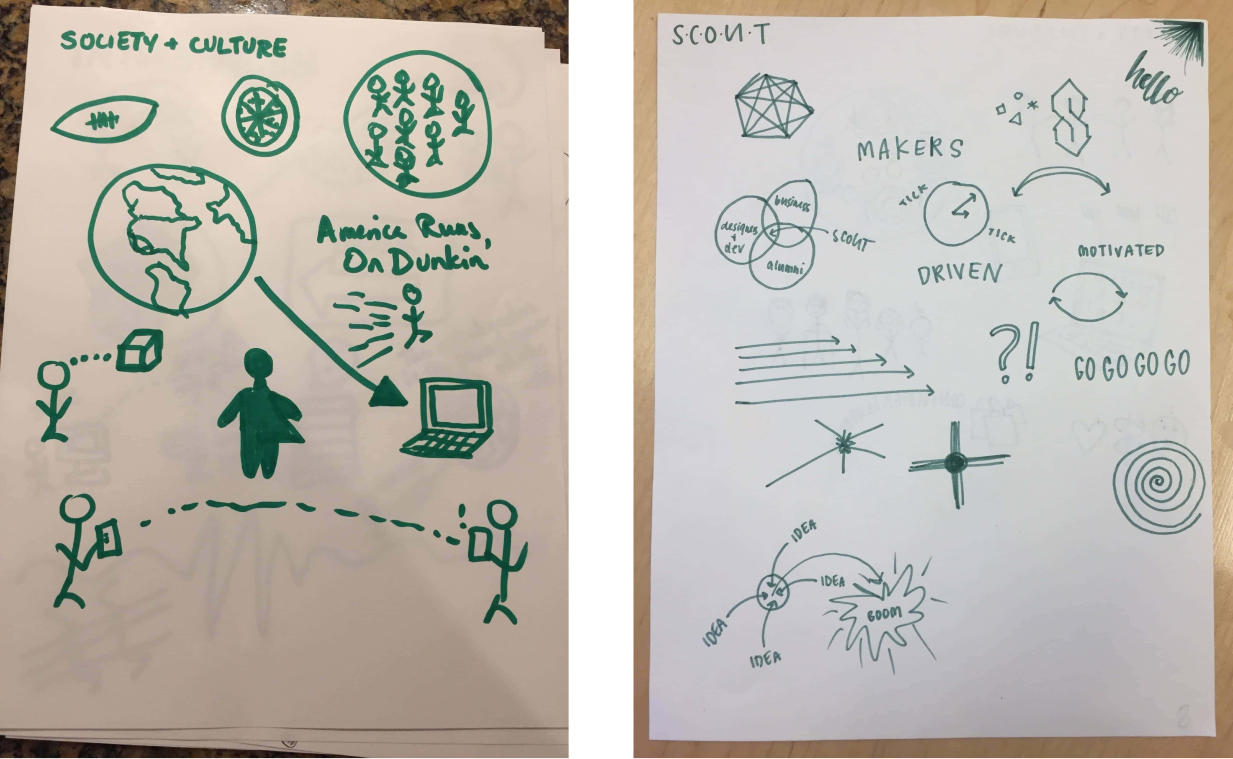 SOCIETY + CULTURE
America Runs,
On Dunkin
S.C.O.U.T
hello
MAKERS
business
designers
+
dev
alumni
SCOUT
TICK
TICK
DRIVEN
MOTIVATED
?!
GO GO GO GO
IDEA
IDEA
IDEA
IDEA
BOOM